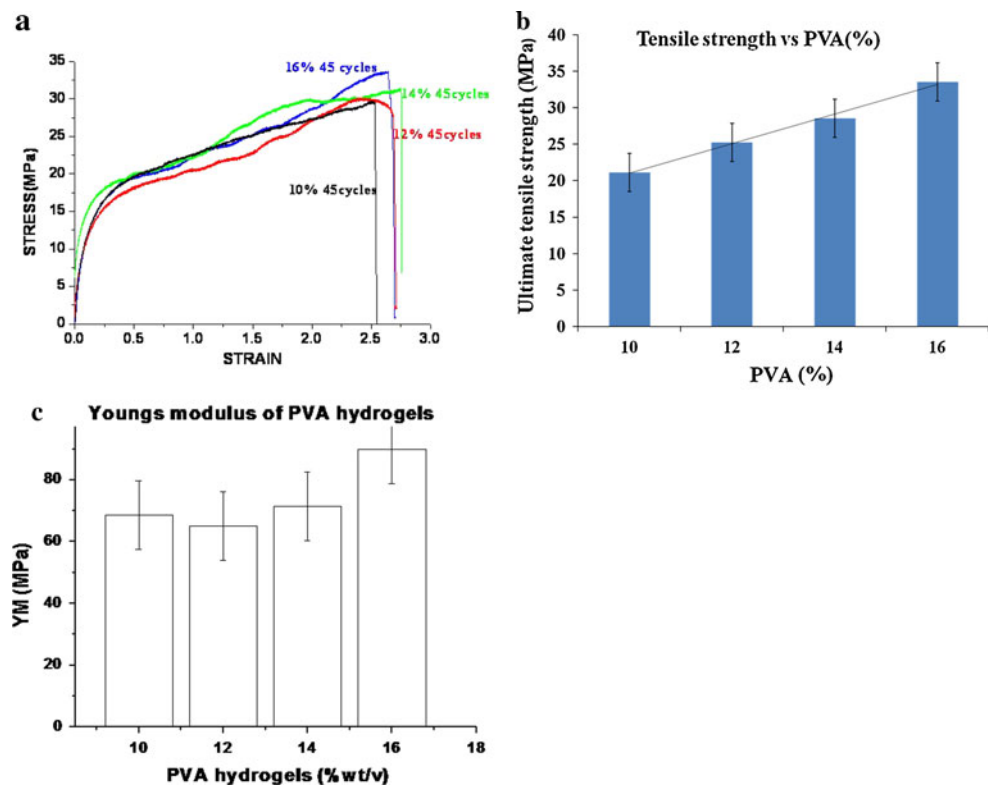 a
STRESS(MPa)
35
30
25
20
15
10
5
0
16% 45 cycles
14% 45cycles
12% 45cycles
10% 45cycles
0.0 0.5 1.0 1.5 2.0 2.5 3.0
STRAIN
b
Tensile strength vs PVA(%)
Ultimate tensile strength (MPa)
40
35
30
25
20
15
10
5
0
10 12 14 16
PVA (%)
c
Youngs modulus of PVA hydrogels
YM (MPa)
80
60
40
20
0
10 12 14 16 18
PVA hydrogels (%wt/v)